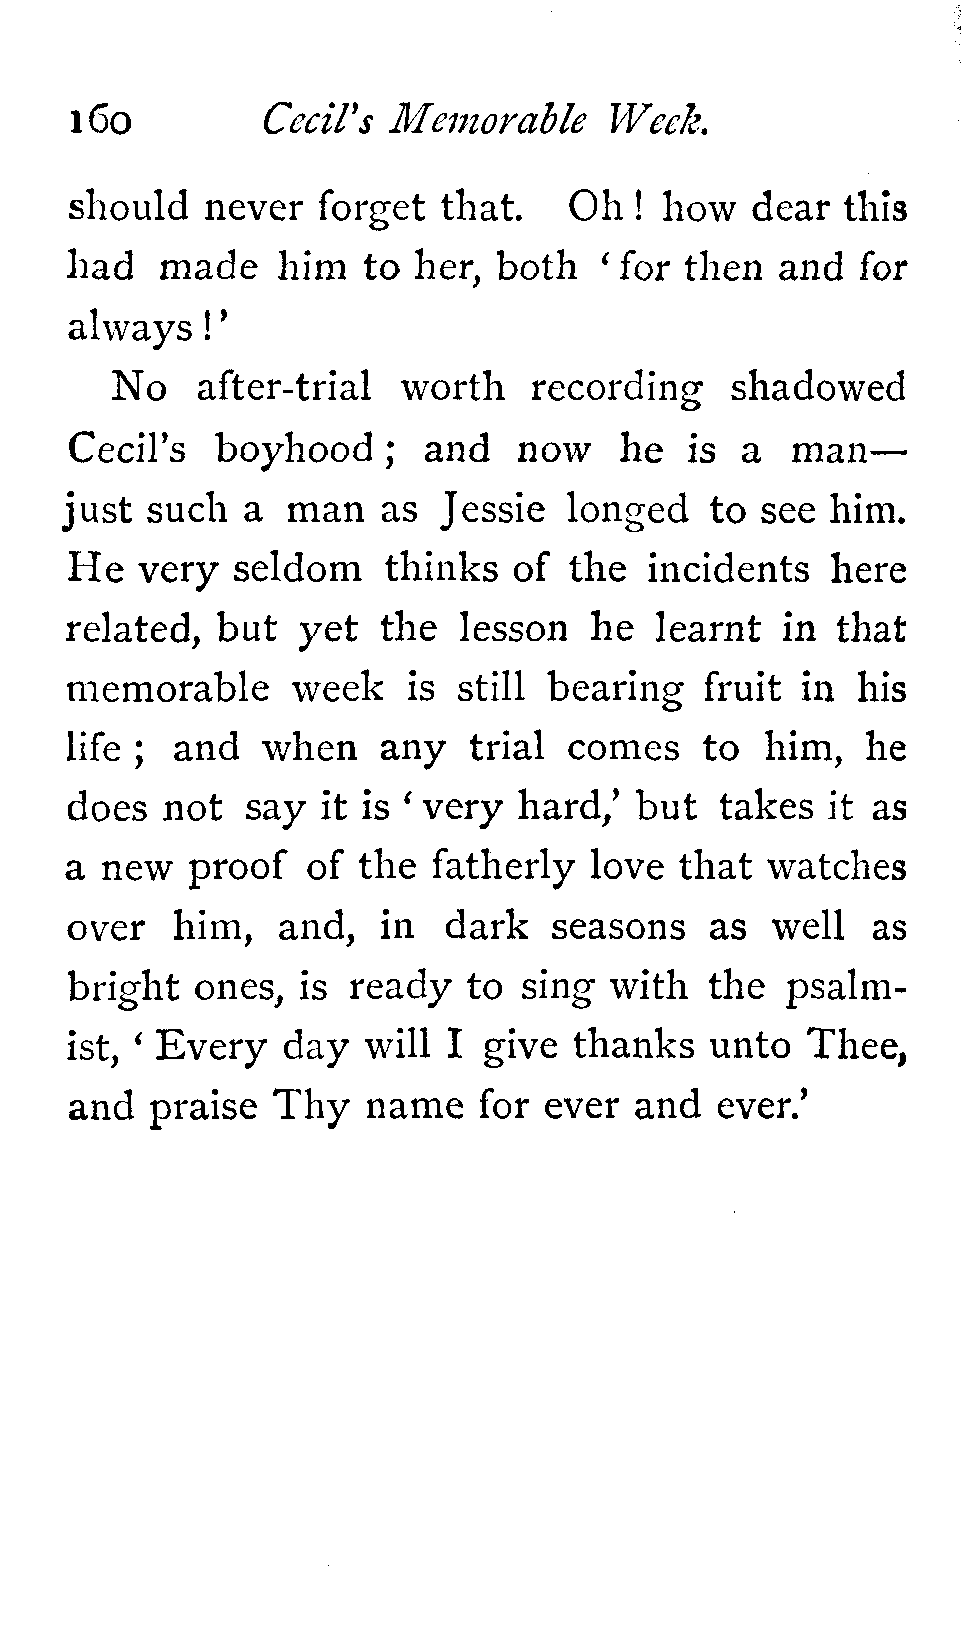 160 Cecil's Memorable Week.
should never forget that. Oh ! how dear this
had made him to her, both ‘ for then and for
always ! ’
No after-trial worth recording shadowed
Cecil's boyhood ; and now he is a man—
just such a man as Jessie longed to see him.
He very seldom thinks of the incidents here
related, but yet the lesson he learnt in that
memorable week is still bearing fruit in his
life ; and when any trial comes to him, he
does not say it is ‘ very hard,’ but takes it as
a new proof of the fatherly love that watches
over him, and, in dark seasons as well as
bright ones, is ready to sing with the psalm-
ist, ‘ Every day will I give thanks unto Thee,
and praise Thy name for ever and ever.’